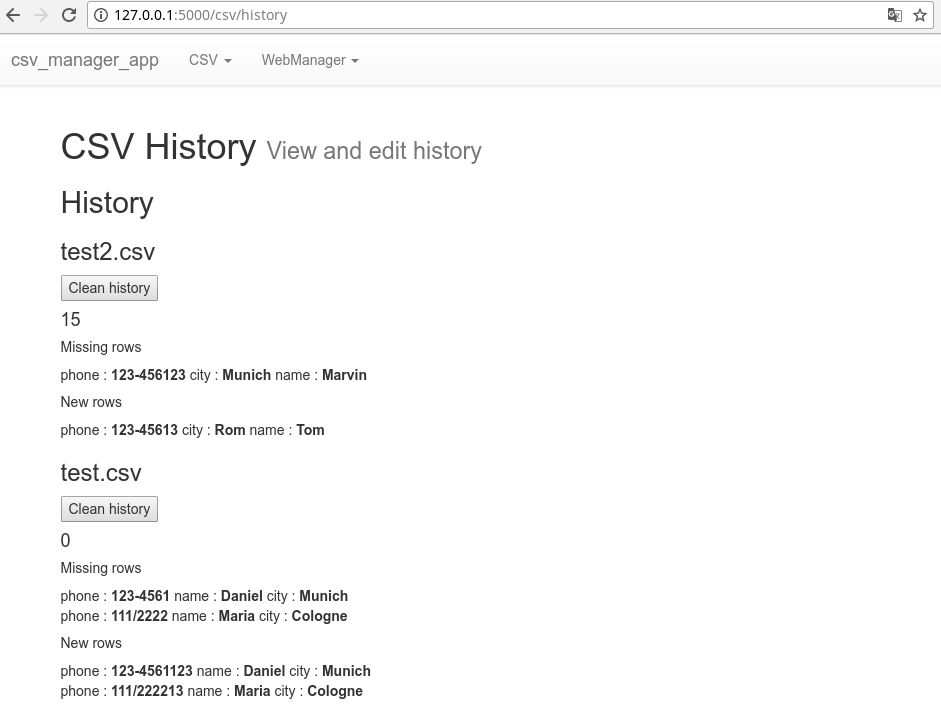 127.0.0.1:5000/csv/history
csv_manager_app CSV WebManager
CSV History View and edit history
History
test2.csv
Clean history
15
Missing rows
phone : 123-456123 city : Munich name : Marvin
New rows
phone : 123-45613 city : Rom name : Tom
test.csv
Clean history
0
Missing rows
phone : 123-4561 name : Daniel city : Munich
phone : 111/2222 name : Maria city : Cologne
New rows
phone : 123-4561123 name : Daniel city : Munich
phone : 111/222213 name : Maria city : Cologne